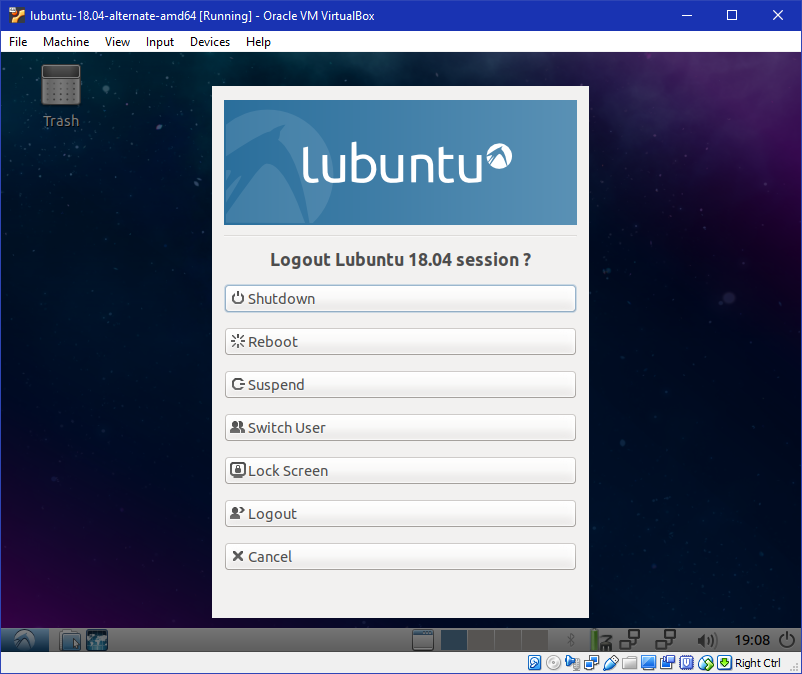 lubuntu-18.04-alternate-amd64 [Running] - Oracle VM VirtualBox
File Machine View Input Devices Help
Trash
lubuntu
Logout Lubuntu 18.04 session ?
Shutdown
Reboot
Suspend
Switch User
Lock Screen
Logout
Cancel
19:08
Right Ctrl